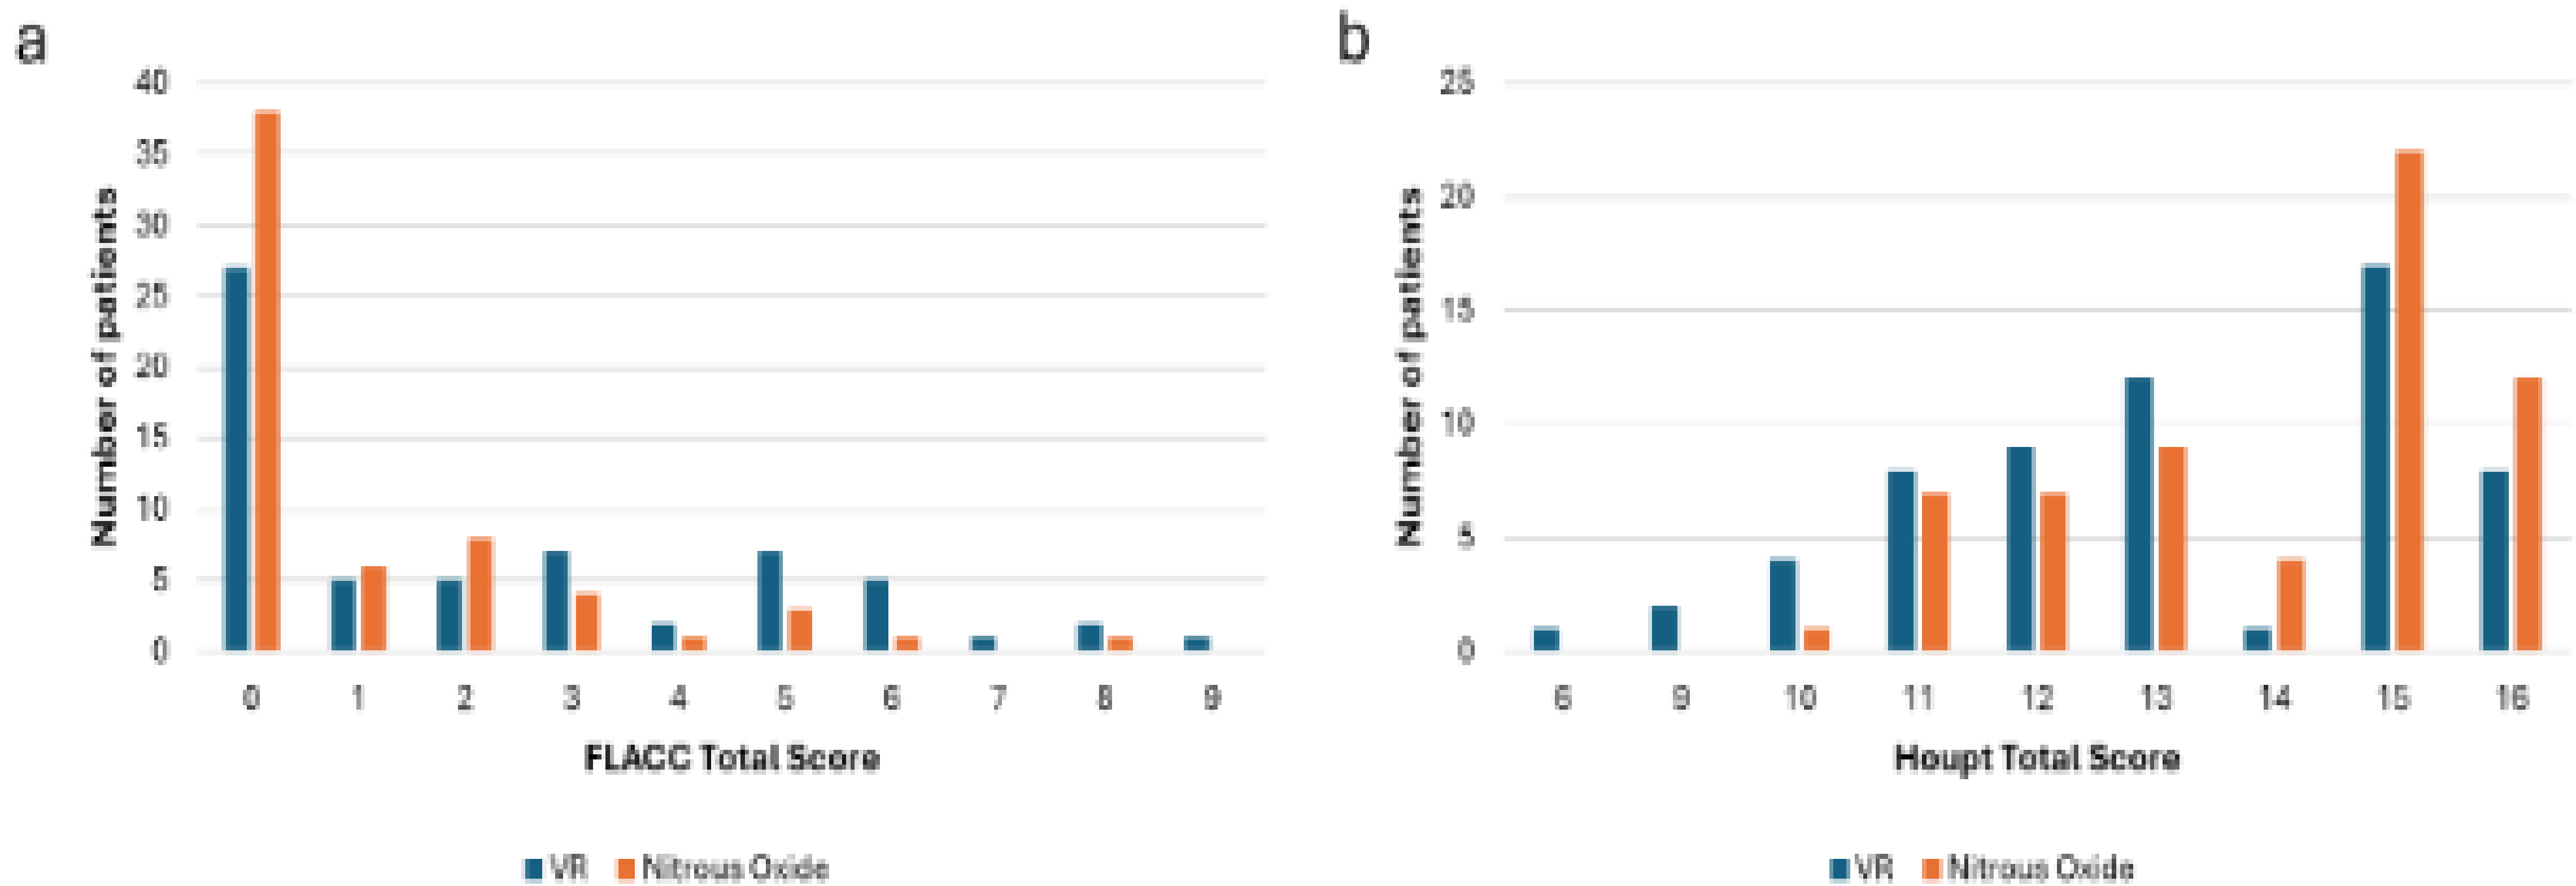 a
40
35
30
25
20
15
10
5
0
Number of patients
0 1 2 3 4 5 6 7 8 9
FLACC Total Score
VR Nitrous Oxide
b
25
20
15
10
5
0
Number of patients
6 9 10 11 12 13 14 15 16
Houpt Total Score
VR Nitrous Oxide